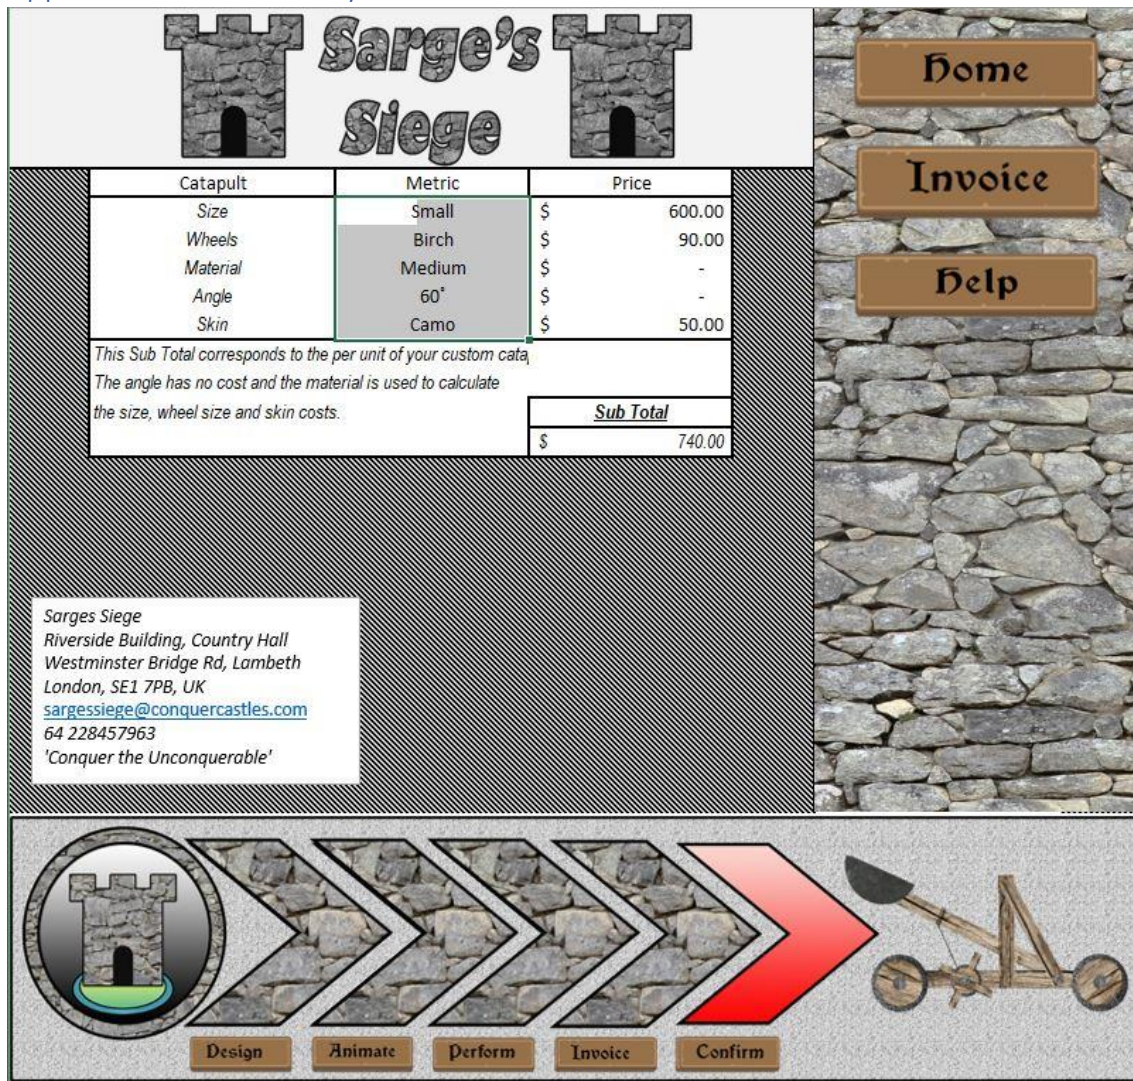 Sarge's
Siege
Home
Invoice
Help
Catapult Metric Price
Size Small $ 600.00
Wheels Birch $ 90.00
Material Medium $ -
Angle 60° $ -
Skin Camo $ 50.00
This Sub Total corresponds to the per unit of your custom cata
The angle has no cost and the material is used to calculate
the size, wheel size and skin costs. Sub Total
$ 740.00
Sarges Siege
Riverside Building, Country Hall
Westminster Bridge Rd, Lambeth
London, SE1 7PB, UK
sargessiege@conquercastles.com
64 228457963
'Conquer the Unconquerable'
Design Animate Perform Invoice Confirm